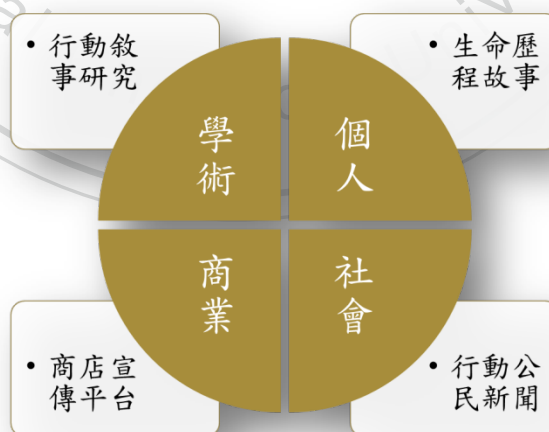 • 行動敘
事研究
• 生命歷
程故事
學術
個人
商業
社會
• 商店宣
傳平台
• 行動公
民新聞